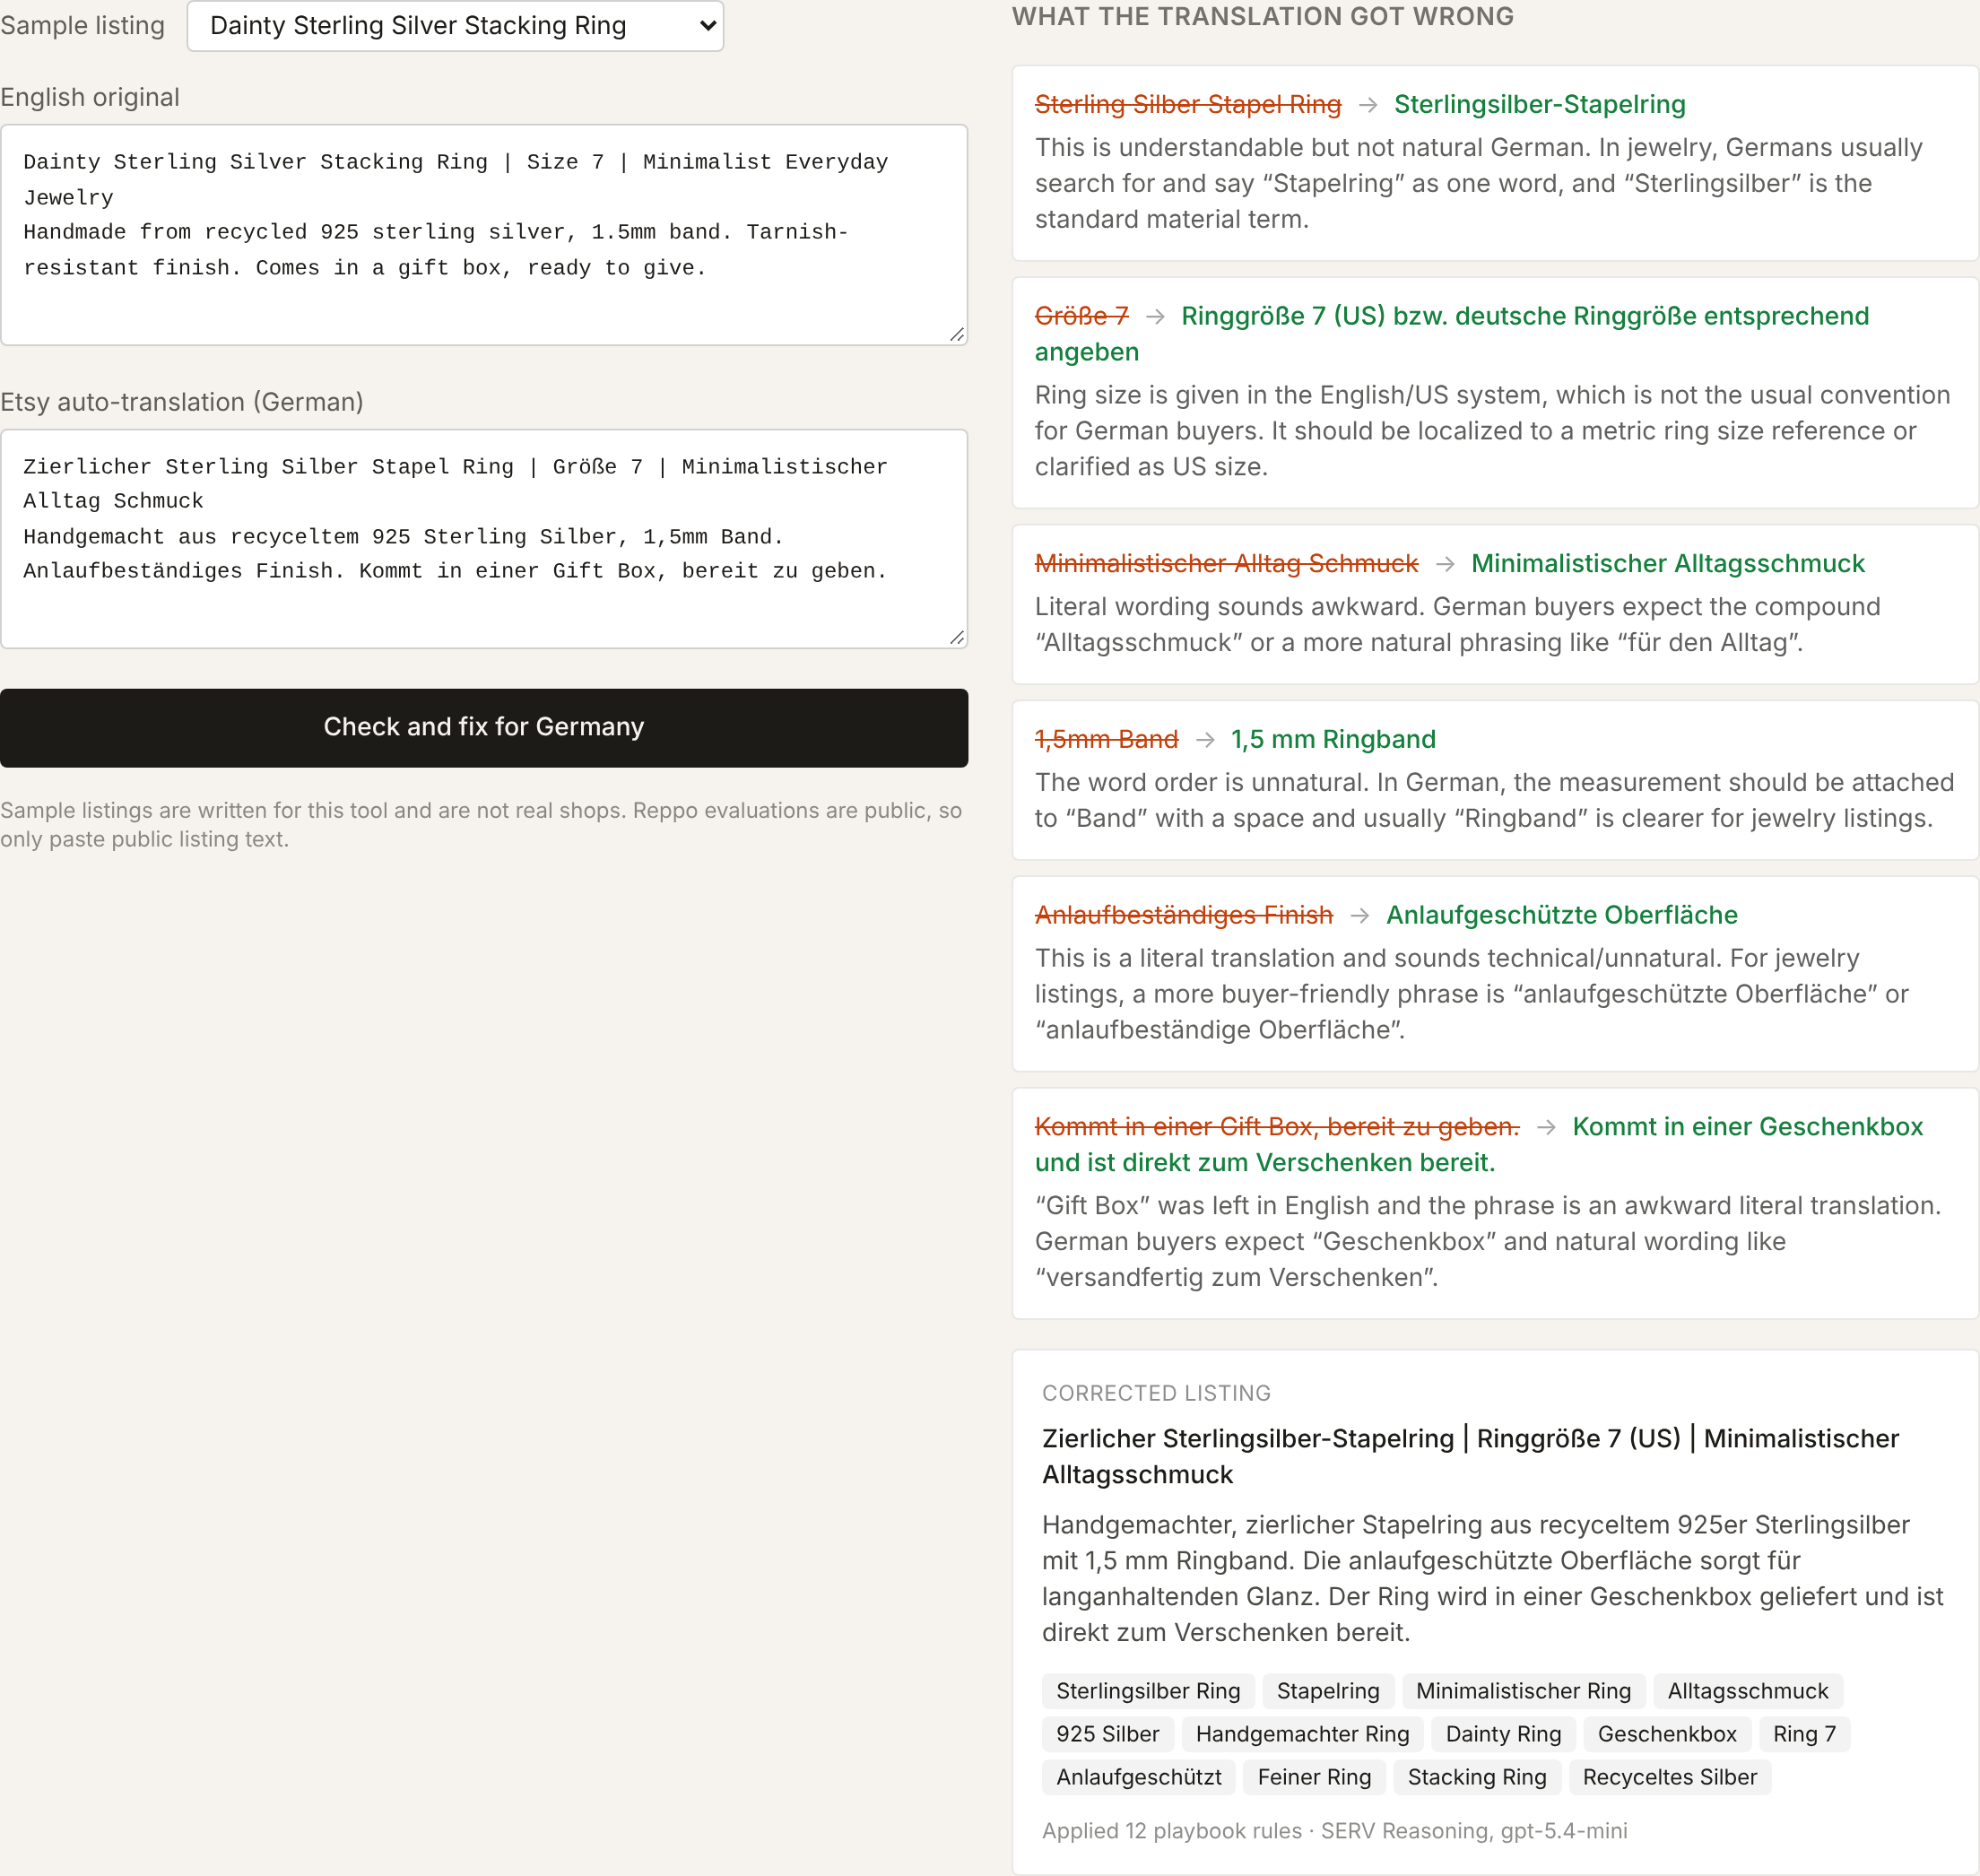 Sample listing
Dainty Sterling Silver Stacking Ring
English original
Dainty Sterling Silver Stacking Ring | Size 7 | Minimalist Everyday
Jewelry
Handmade from recycled 925 sterling silver, 1.5mm band. Tarnish-
resistant finish. Comes in a gift box, ready to give.
Etsy auto-translation (German)
Zierlicher Sterling Silber Stapel Ring | Größe 7 | Minimalistischer
Alltag Schmuck
Handgemacht aus recyceltem 925 Sterling Silber, 1,5mm Band.
Anlaufbeständiges Finish. Kommt in einer Gift Box, bereit zu geben.
Check and fix for Germany
Sample listings are written for this tool and are not real shops. Reppo evaluations are public, so
only paste public listing text.
WHAT THE TRANSLATION GOT WRONG
Sterling Silber Stapel Ring → Sterlingsilber-Stapelring
This is understandable but not natural German. In jewelry, Germans usually
search for and say “Stapelring” as one word, and “Sterlingsilber” is the
standard material term.
Größe 7 → Ringgröße 7 (US) bzw. deutsche Ringgröße entsprechend
angeben
Ring size is given in the English/US system, which is not the usual convention
for German buyers. It should be localized to a metric ring size reference or
clarified as US size.
Minimalistischer Alltag Schmuck → Minimalistischer Alltagsschmuck
Literal wording sounds awkward. German buyers expect the compound
“Alltagsschmuck” or a more natural phrasing like “für den Alltag”.
1,5mm Band → 1,5 mm Ringband
The word order is unnatural. In German, the measurement should be attached
to “Band” with a space and usually “Ringband” is clearer for jewelry listings.
Anlaufbeständiges Finish → Anlaufgeschützte Oberfläche
This is a literal translation and sounds technical/unnatural. For jewelry
listings, a more buyer-friendly phrase is “anlaufgeschützte Oberfläche” or
“anlaufbeständige Oberfläche”.
Kommt in einer Gift Box, bereit zu geben. → Kommt in einer Geschenkbox
und ist direkt zum Verschenken bereit.
“Gift Box” was left in English and the phrase is an awkward literal translation.
German buyers expect “Geschenkbox” and natural wording like
“versandfertig zum Verschenken”.
CORRECTED LISTING
Zierlicher Sterlingsilber-Stapelring | Ringgröße 7 (US) | Minimalistischer
Alltagsschmuck
Handgemachter, zierlicher Stapelring aus recyceltem 925er Sterlingsilber
mit 1,5 mm Ringband. Die anlaufgeschützte Oberfläche sorgt für
langanhaltenden Glanz. Der Ring wird in einer Geschenkbox geliefert und ist
direkt zum Verschenken bereit.
Sterlingsilber Ring Stapelring Minimalistischer Ring Alltagsschmuck
925 Silber Handgemachter Ring Dainty Ring Geschenkbox Ring 7
Anlaufgeschützt Feiner Ring Stacking Ring Recyceltes Silber
Applied 12 playbook rules · SERV Reasoning, gpt-5.4-mini